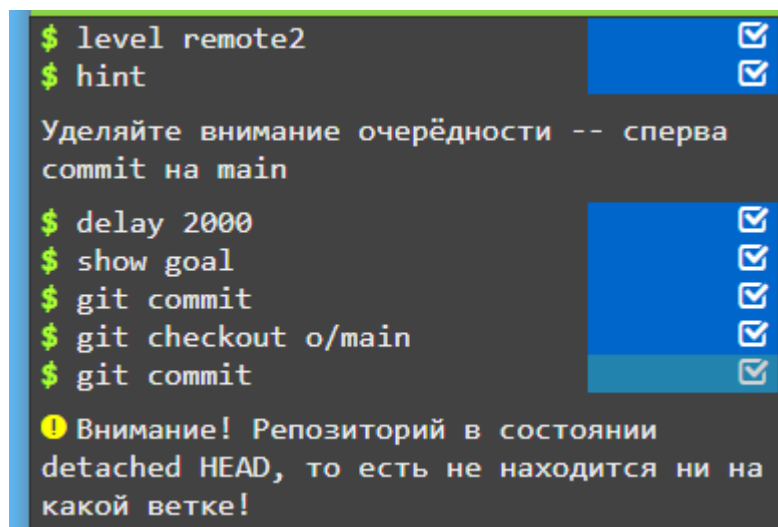 $ level remote2
$ hint
Уделяйте внимание очерёдности -- сперва
commit на main
$ delay 2000
$ show goal
$ git commit
$ git checkout o/main
$ git commit
Внимание! Репозиторий в состоянии
detached HEAD, то есть не находится ни на
какой ветке!